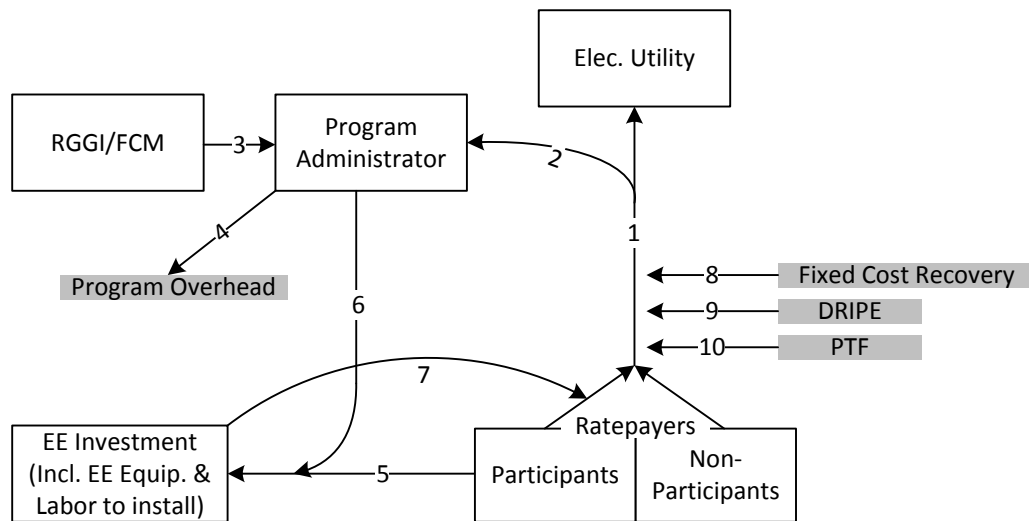 Elec. Utility
RGGI/FCM
3
Program
Administrator
2
4
1
Program Overhead
8
Fixed Cost Recovery
6
9
DRIPE
10
PTF
7
EE Investment
(Incl. EE Equip. &
Labor to install)
5
Ratepayers
Participants
Non-
Participants